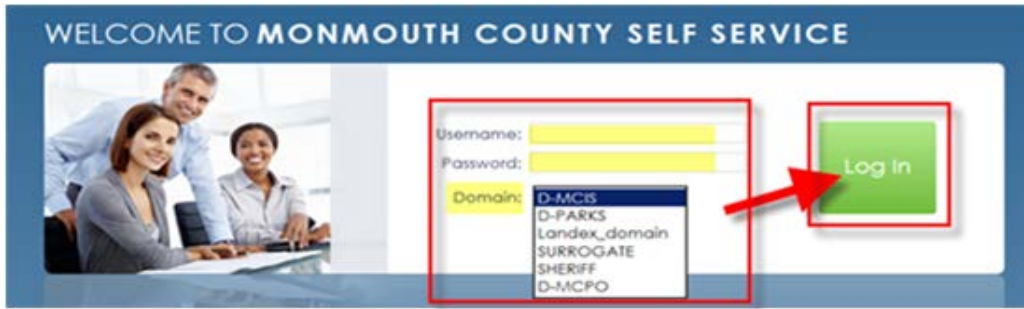 WELCOME TO MONMOUTH COUNTY SELF SERVICE
Username:
Password:
Domain:
D-MCIS
D-PARKS
Landex_domain
SURROGATE
SHERIFF
D-MCPO
Log In